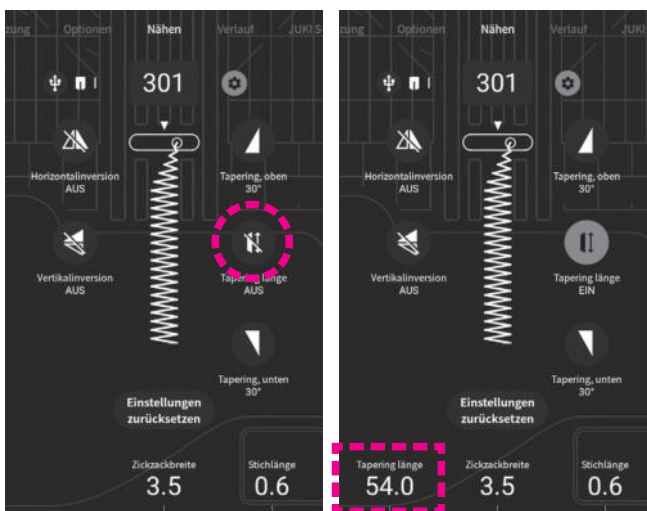 zung Optionen Nähen Verlauf JUKI S
301
Horizontalinversion
AUS
Tapering, oben
30°
Vertikalinversion
AUS
Tapering länge
AUS
Tapering, unten
30°
Einstellungen
zurücksetzen
Zickzackbreite
3.5
Stichlänge
0.6
zung Optionen Nähen Verlauf JUKI
301
Horizontalinversion
AUS
Tapering, oben
30°
Vertikalinversion
AUS
Tapering länge
EIN
Tapering, unten
30°
Einstellungen
zurücksetzen
Tapering länge
54.0
Zickzackbreite
3.5
Stichlänge
0.6